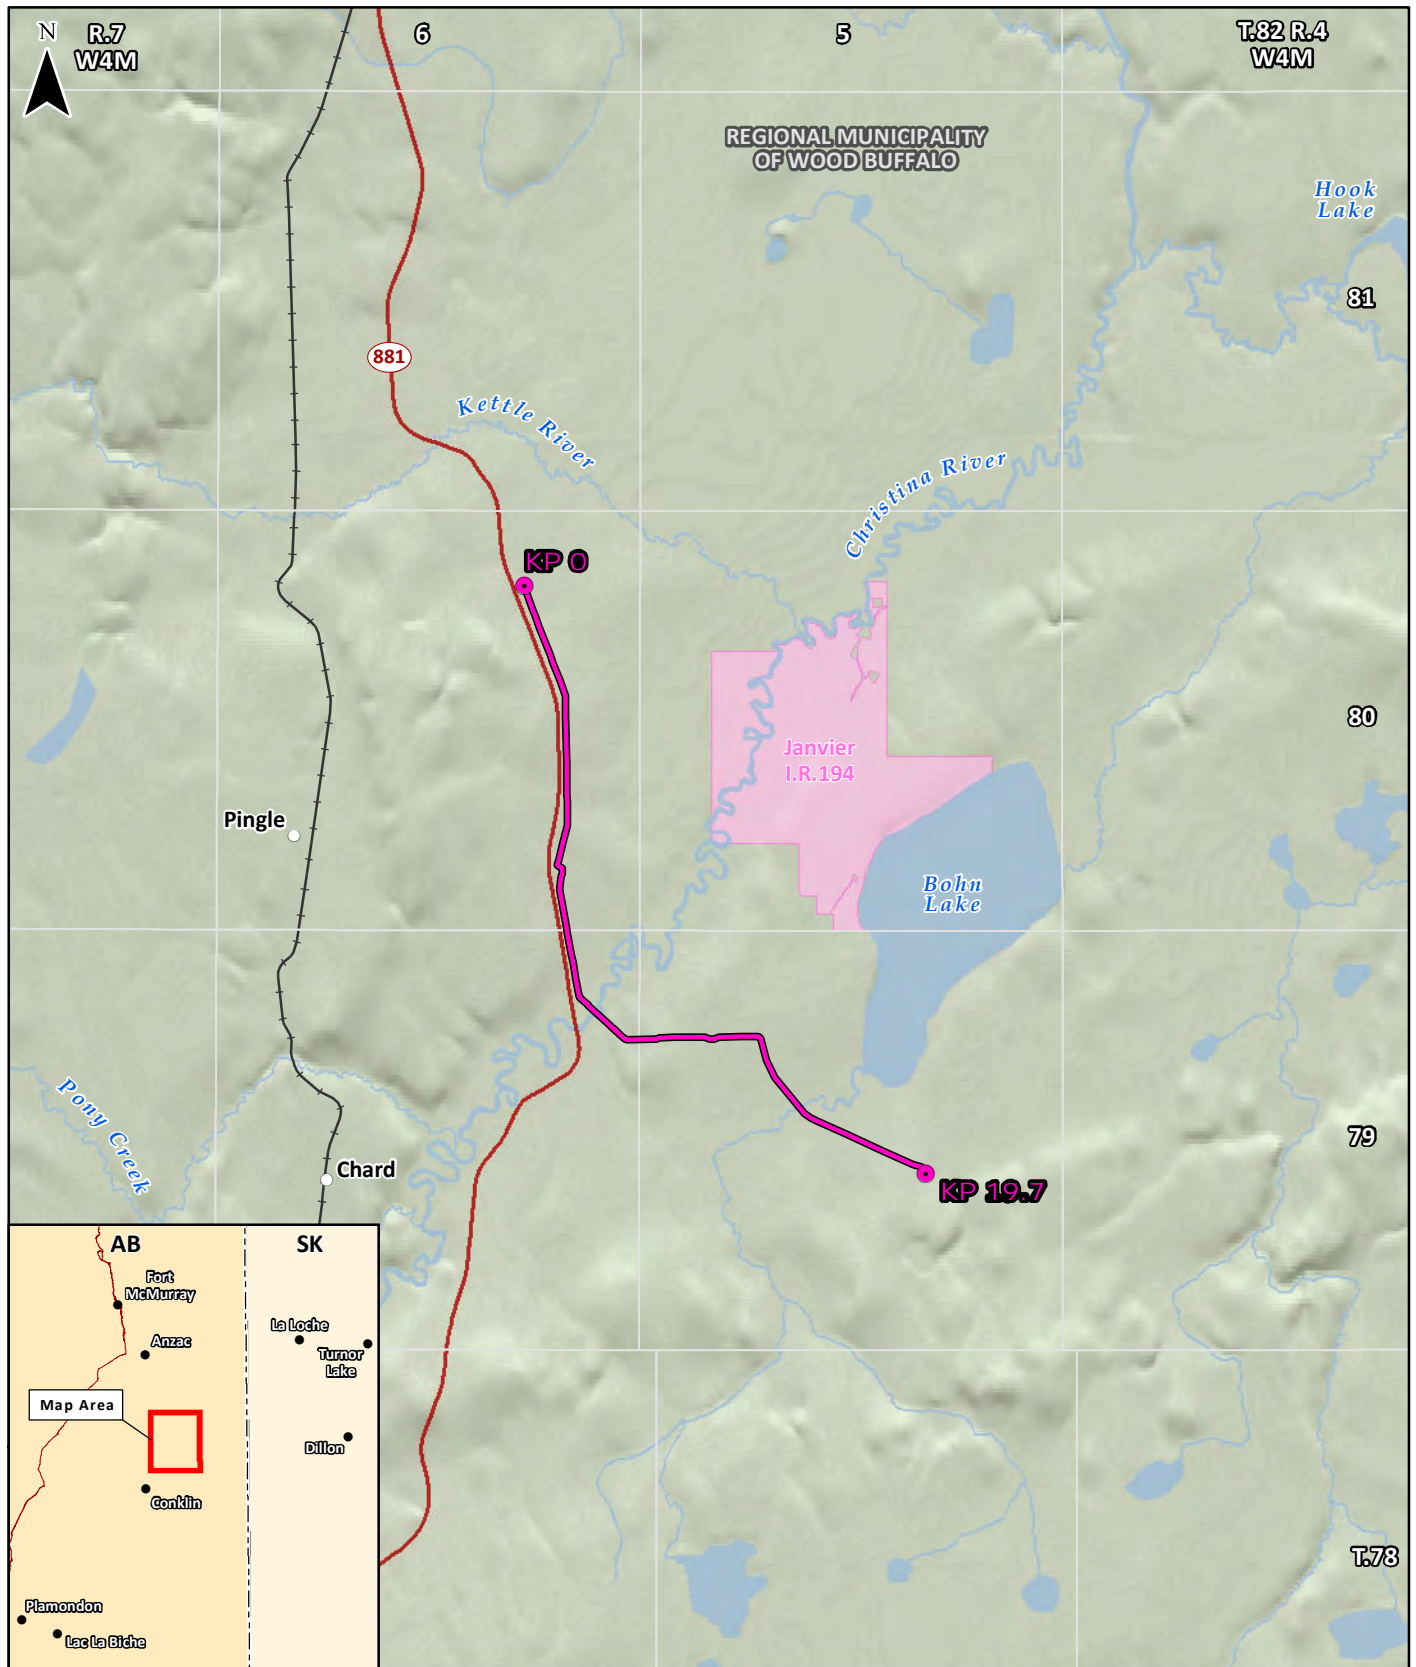 N
R.7
W4M
6
5
T.82 R.4
W4M
REGIONAL MUNICIPALITY
OF WOOD BUFFALO
Hook
Lake
81
881
Kettle River
Christina River
KP 0
80
Janvier
I.R.194
Pingle
Bohn
Lake
Pony Creek
79
Chard
KP 19.7
AB
SK
Fort
McMurray
La Loche
Anzac
Turnor
Lake
Map Area
Dillon
Conklin
T.78
Plamondon
Lac La Biche